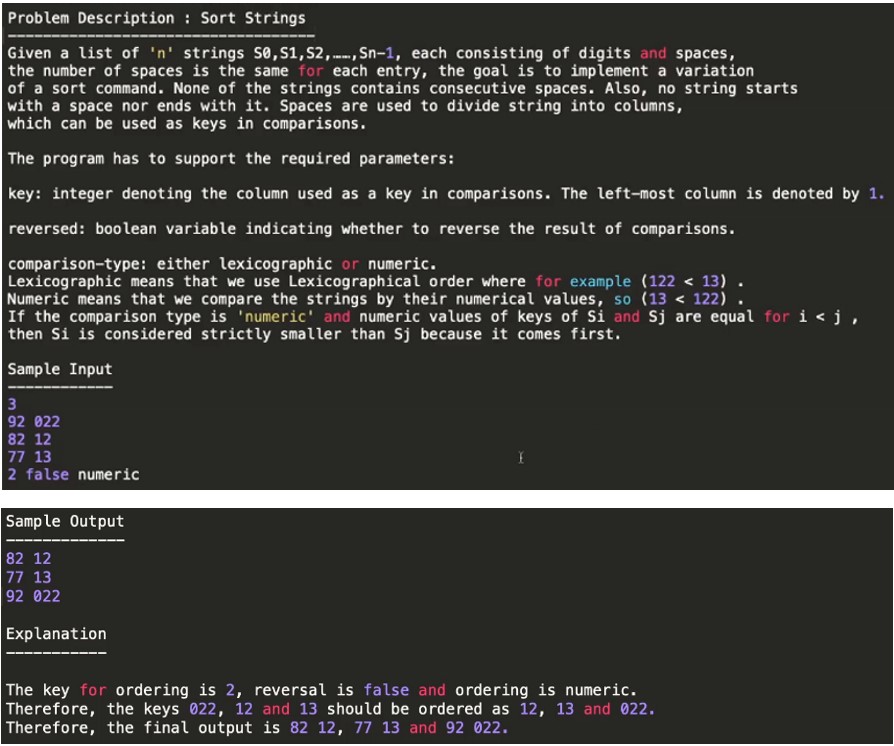 Problem Description : Sort Strings
Given a list of 'n' strings S0,S1,S2,……,Sn-1, each consisting of digits and spaces,
the number of spaces is the same for each entry, the goal is to implement a variation
of a sort command. None of the strings contains consecutive spaces. Also, no string starts
with a space nor ends with it. Spaces are used to divide string into columns,
which can be used as keys in comparisons.
The program has to support the required parameters:
key: integer denoting the column used as a key in comparisons. The left-most column is denoted by 1.
reversed: boolean variable indicating whether to reverse the result of comparisons.
comparison-type: either lexicographic or numeric.
Lexicographic means that we use Lexicographical order where for example (122 < 13) .
Numeric means that we compare the strings by their numerical values, so (13 < 122) .
If the comparison type is 'numeric' and numeric values of keys of Si and Sj are equal for i < j ,
then Si is considered strictly smaller than Sj because it comes first.
Sample Input
3
92 022
82 12
77 13
2 false numeric
Sample Output
82 12
77 13
92 022
Explanation
The key for ordering is 2, reversal is false and ordering is numeric.
Therefore, the keys 022, 12 and 13 should be ordered as 12, 13 and 022.
Therefore, the final output is 82 12, 77 13 and 92 022.